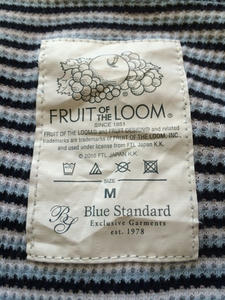 FRUIT OF THE LOOM®
SINCE 1851
FRUIT OF THE LOOM® and FRUIT DESIGN® and related
trademarks are trademarks of FRUIT OF THE LOOM, INC.
and used under license from FTL JAPAN K.K.
© 2010 FTL JAPAN K.K.
SIZE
M
BS Blue Standard
Exclusive Garments
est. 1978